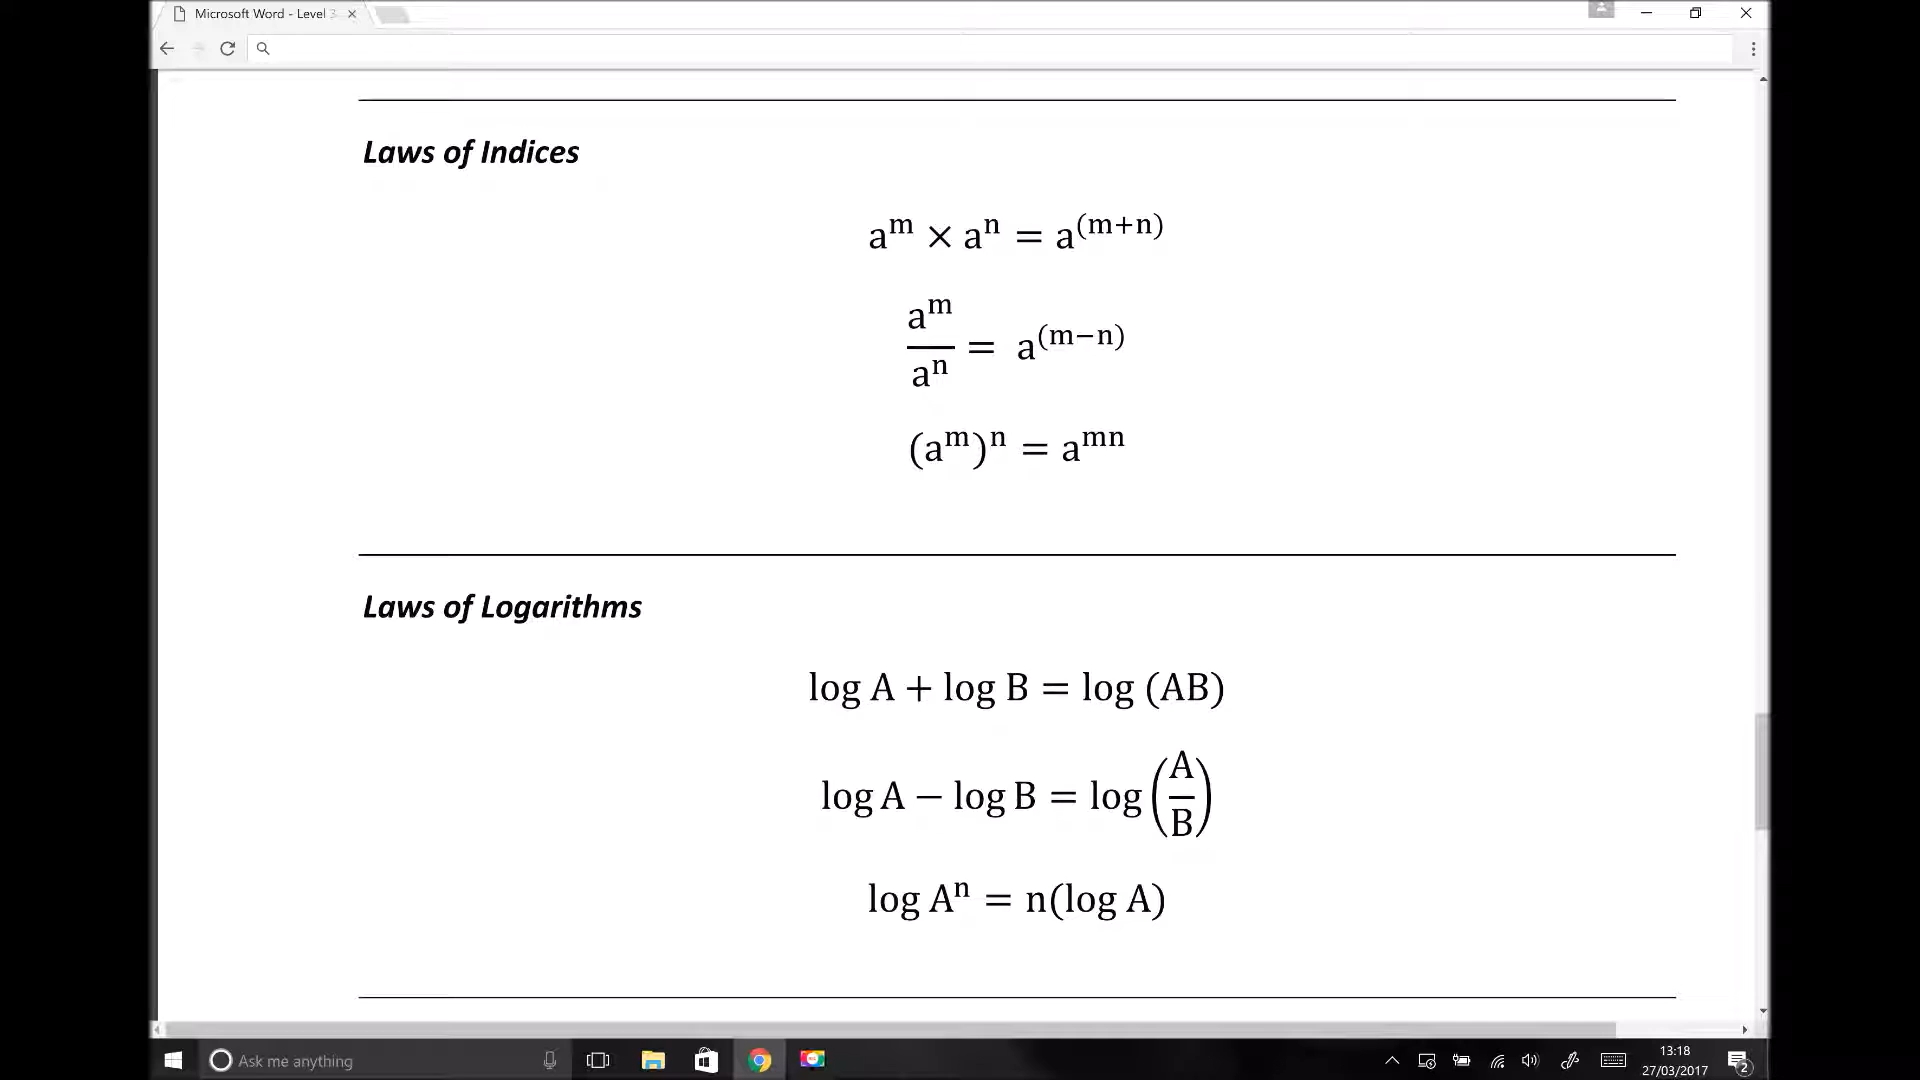 Microsoft Word - Level 3
Laws of Indices
aᵐ × aⁿ = a⁽ᵐ⁺ⁿ⁾
aᵐ/aⁿ = a⁽ᵐ⁻ⁿ⁾
(aᵐ)ⁿ = aᵐⁿ
Laws of Logarithms
log A + log B = log (AB)
log A − log B = log (A/B)
log Aⁿ = n(log A)
Ask me anything
13:18
27/03/2017
2